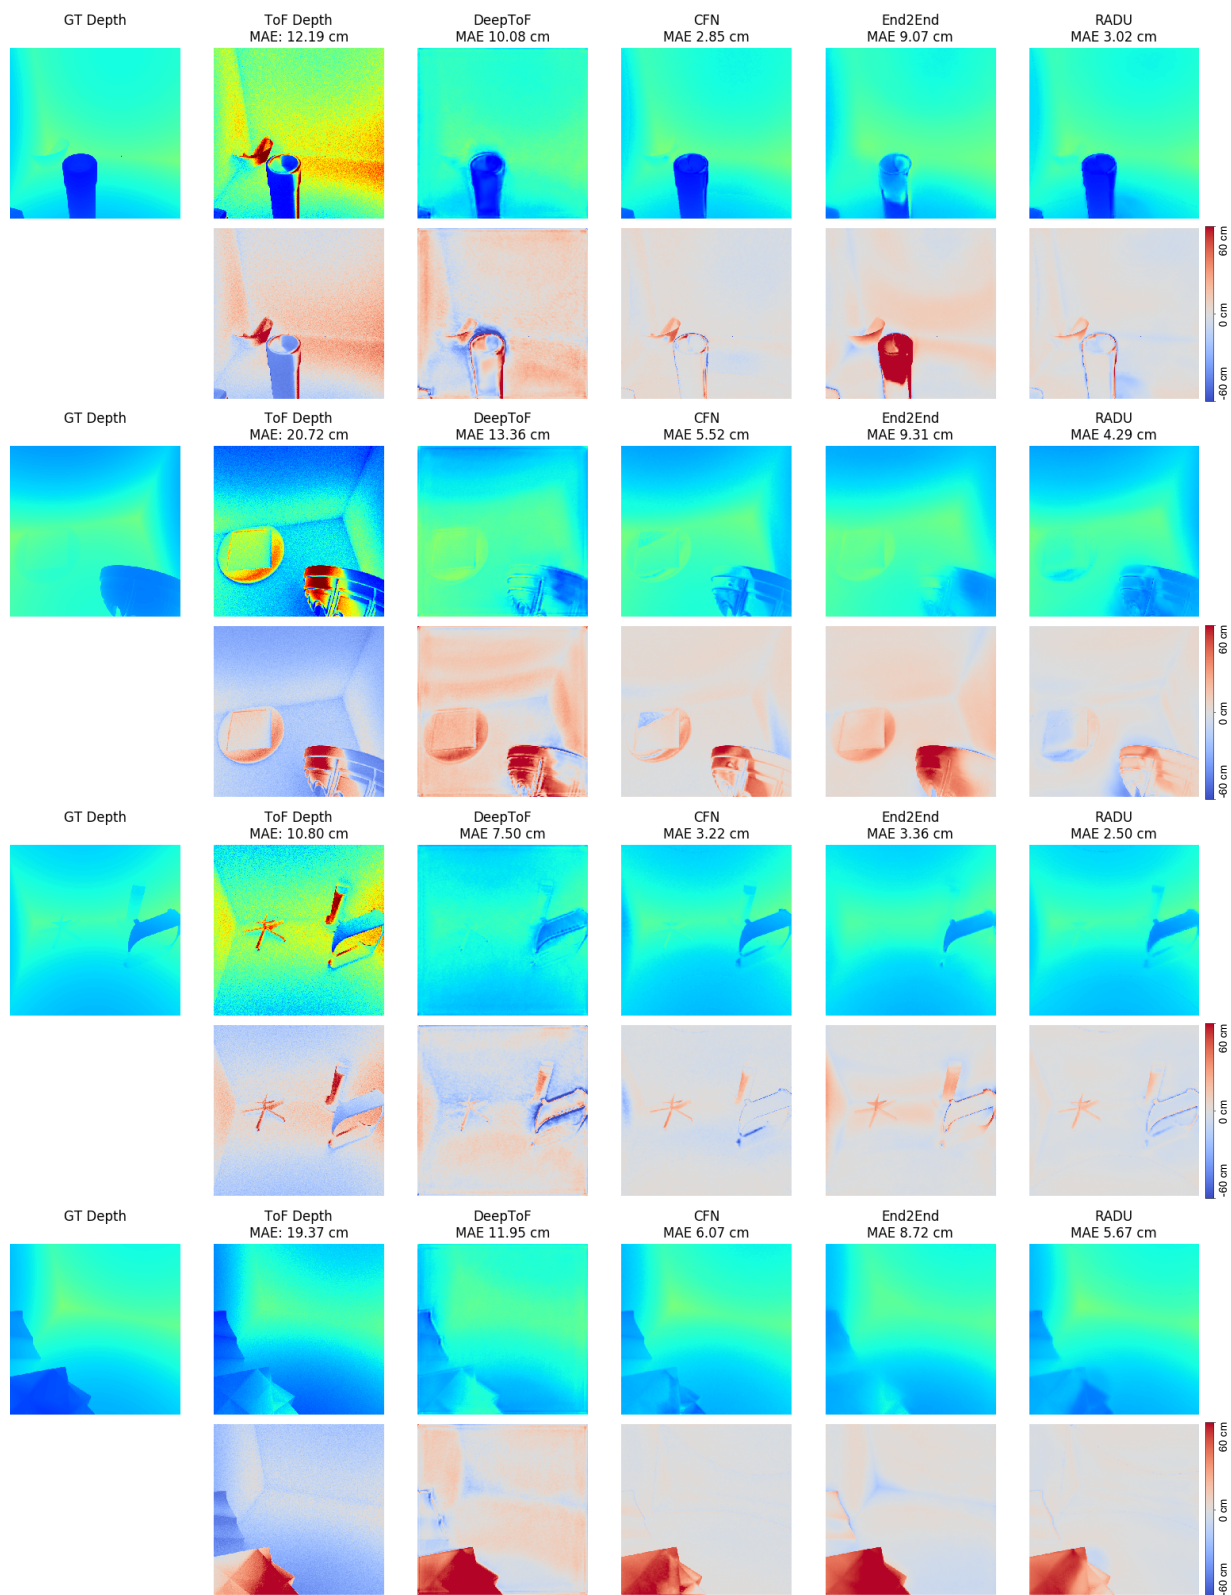 GT Depth
ToF Depth
MAE: 12.19 cm
DeepToF
MAE 10.08 cm
CFN
MAE 2.85 cm
End2End
MAE 9.07 cm
RADU
MAE 3.02 cm
60 cm
0 cm
-60 cm
GT Depth
ToF Depth
MAE: 20.72 cm
DeepToF
MAE 13.36 cm
CFN
MAE 5.52 cm
End2End
MAE 9.31 cm
RADU
MAE 4.29 cm
60 cm
0 cm
-60 cm
GT Depth
ToF Depth
MAE: 10.80 cm
DeepToF
MAE 7.50 cm
CFN
MAE 3.22 cm
End2End
MAE 3.36 cm
RADU
MAE 2.50 cm
60 cm
0 cm
-60 cm
GT Depth
ToF Depth
MAE: 19.37 cm
DeepToF
MAE 11.95 cm
CFN
MAE 6.07 cm
End2End
MAE 8.72 cm
RADU
MAE 5.67 cm
60 cm
0 cm
-60 cm